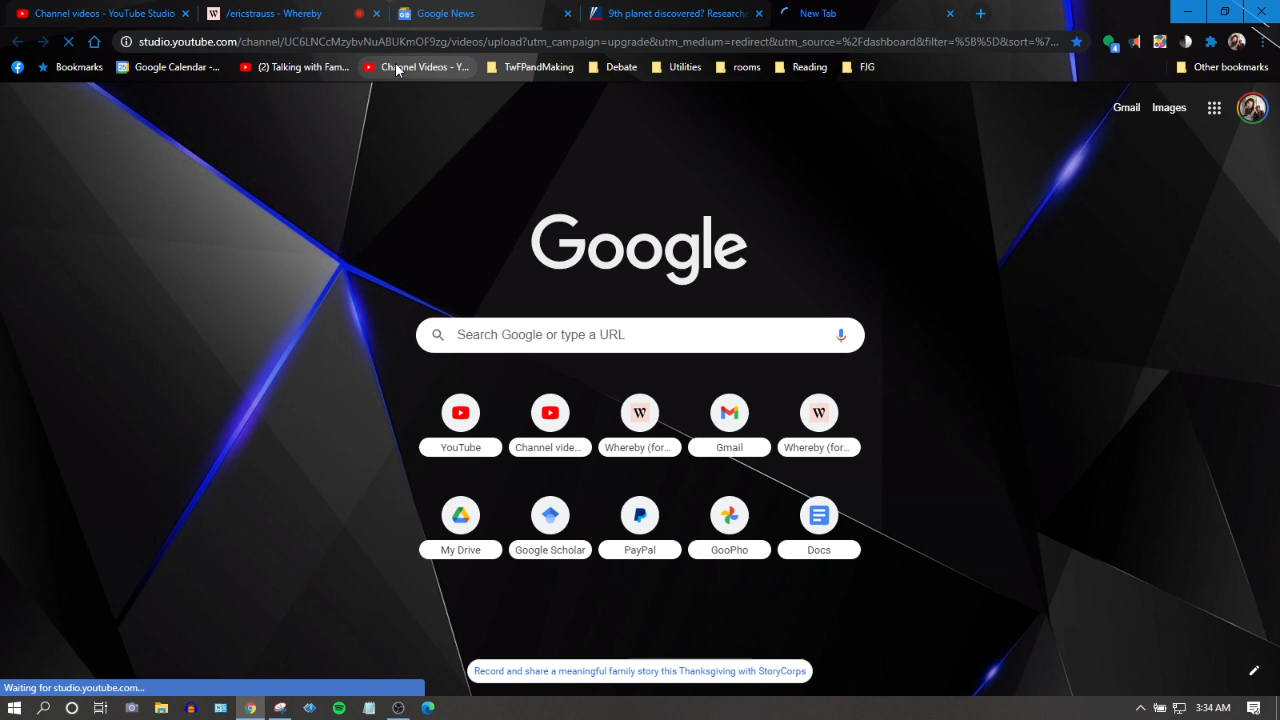 Channel videos - YouTube Studio
/ericstrauss - Whereby
Google News
9th planet discovered? Researche
New Tab
studio.youtube.com/channel/UC6LNCcMzybvNuABUKmOF9zg/videos/upload?utm_campaign=upgrade&utm_medium=redirect&utm_source=%2Fdashboard&filter=%5B%5D&sort=%7...
Bookmarks
Google Calendar -...
(2) Talking with Fam...
Channel Videos - Y...
TwFPandMaking
Debate
Utilities
rooms
Reading
FJG
Other bookmarks
Gmail
Images
Google
Search Google or type a URL
YouTube
Channel vide...
Whereby (for...
Gmail
Whereby (for...
My Drive
Google Scholar
PayPal
GooPho
Docs
Record and share a meaningful family story this Thanksgiving with StoryCorps
Waiting for studio.youtube.com...
3:34 AM